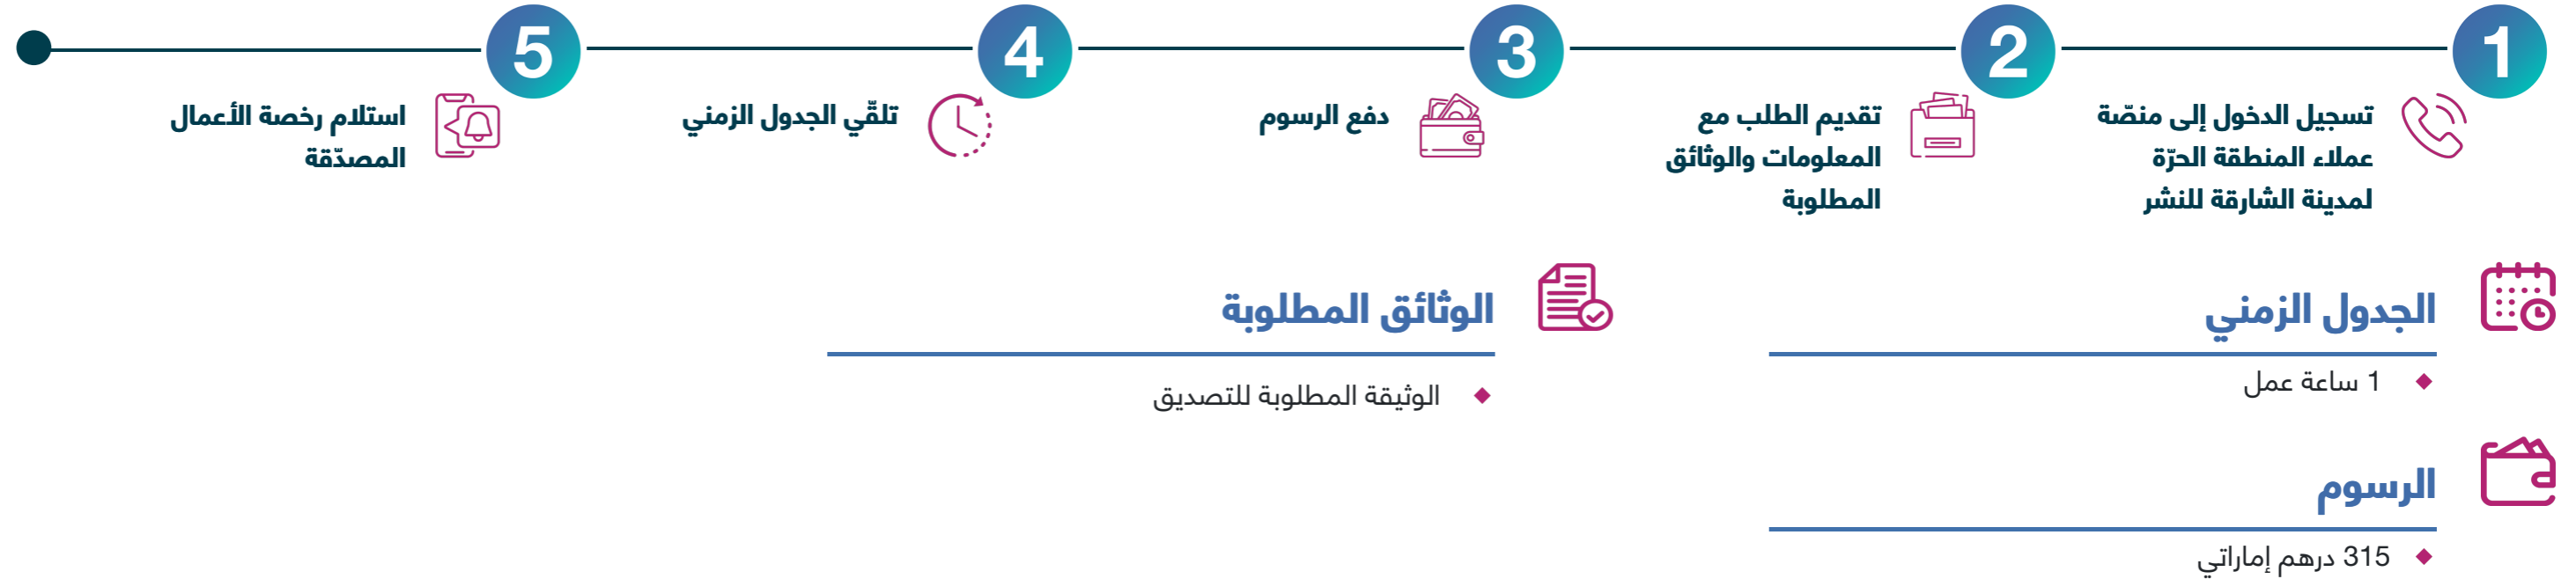 1
تسجيل الدخول إلى منصّة
عملاء المنطقة الحرّة
لمدينة الشارقة للنشر
2
تقديم الطلب مع
المعلومات والوثائق
المطلوبة
3
دفع الرسوم
4
تلقّي الجدول الزمني
5
استلام رخصة الأعمال
المصدّقة
الجدول الزمني
1 ساعة عمل
الرسوم
315 درهم إماراتي
الوثائق المطلوبة
الوثيقة المطلوبة للتصديق